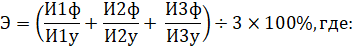 Э = (И1ф/И1у + И2ф/И2у + И3ф/И3у) ÷ 3 × 100%, где: